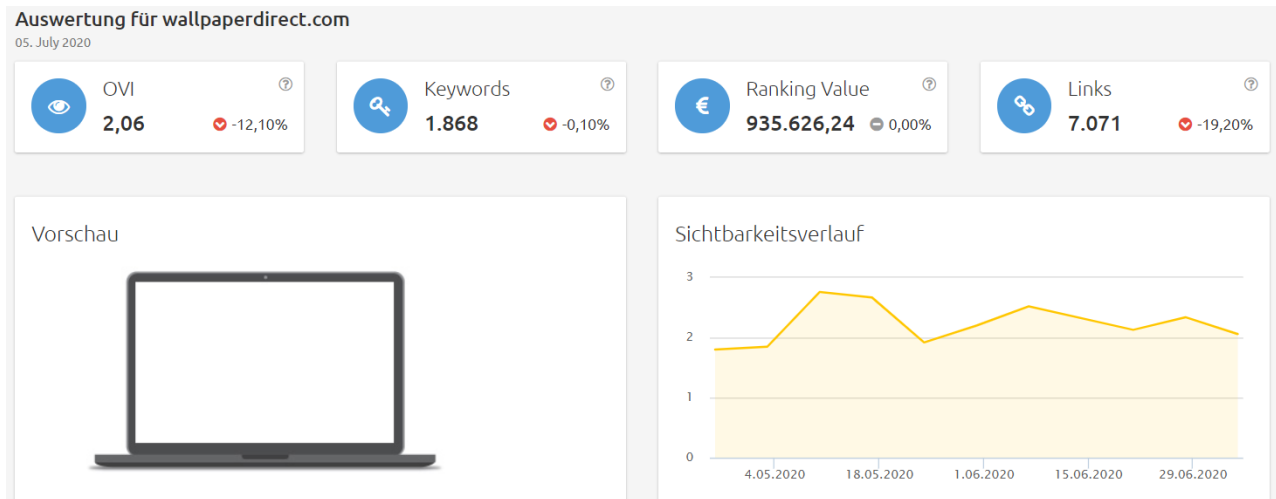 Auswertung für wallpaperdirect.com
05. July 2020
OVI
2,06 -12,10%
Keywords
1.868 -0,10%
Ranking Value
935.626,24 0,00%
Links
7.071 -19,20%
Vorschau
Sichtbarkeitsverlauf
3
2
1
0
4.05.2020 18.05.2020 1.06.2020 15.06.2020 29.06.2020